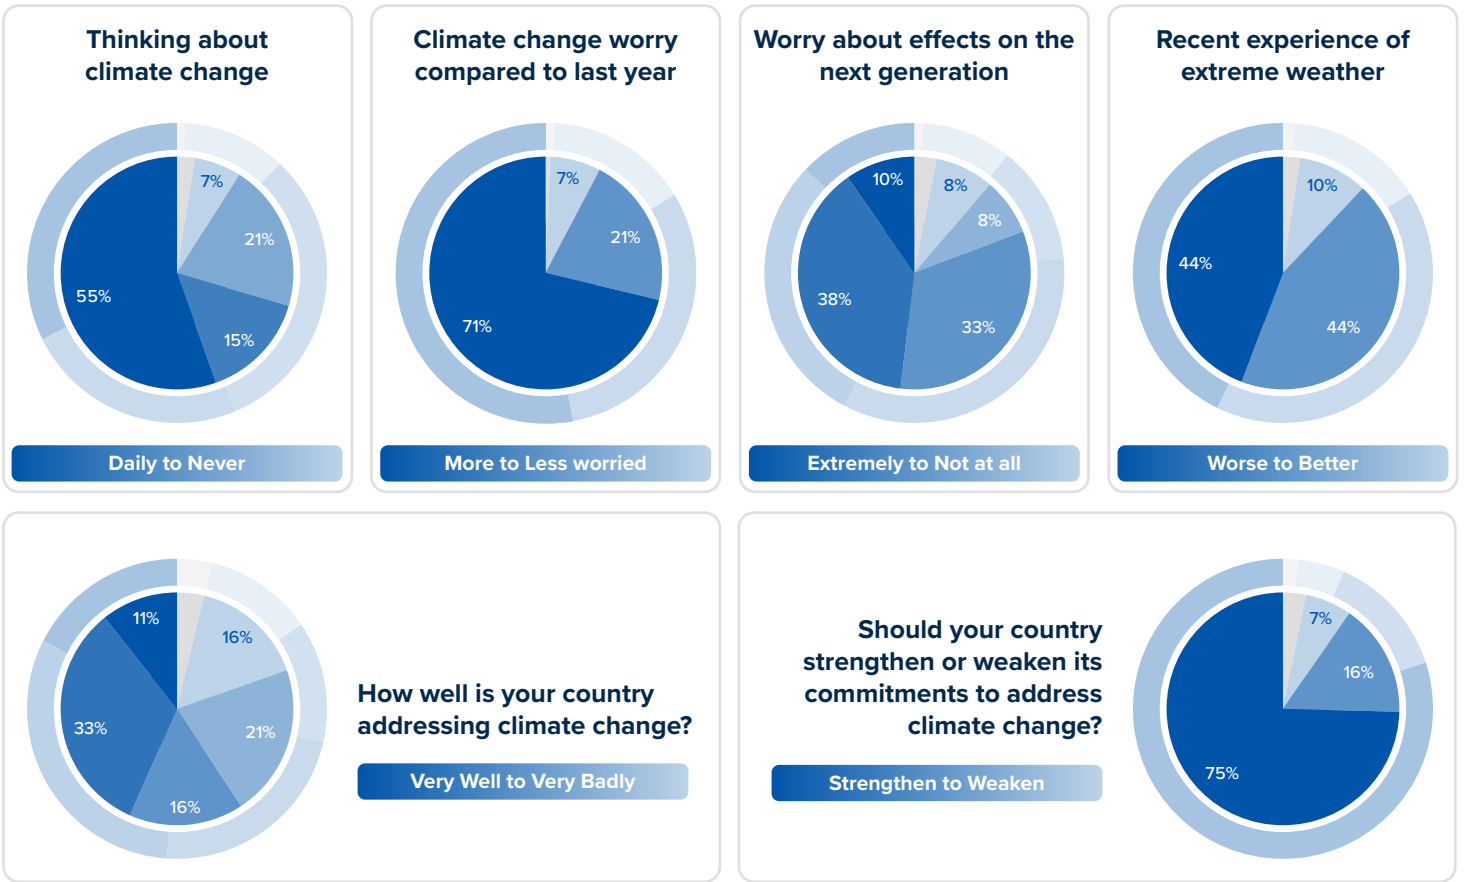 Thinking about
climate change
7%
21%
15%
55%
Daily to Never
Climate change worry
compared to last year
7%
21%
71%
More to Less worried
Worry about effects on the
next generation
10%
8%
8%
33%
38%
Extremely to Not at all
Recent experience of
extreme weather
10%
44%
44%
Worse to Better
11%
16%
21%
16%
33%
How well is your country
addressing climate change?
Very Well to Very Badly
Should your country
strengthen or weaken its
commitments to address
climate change?
Strengthen to Weaken
7%
16%
75%